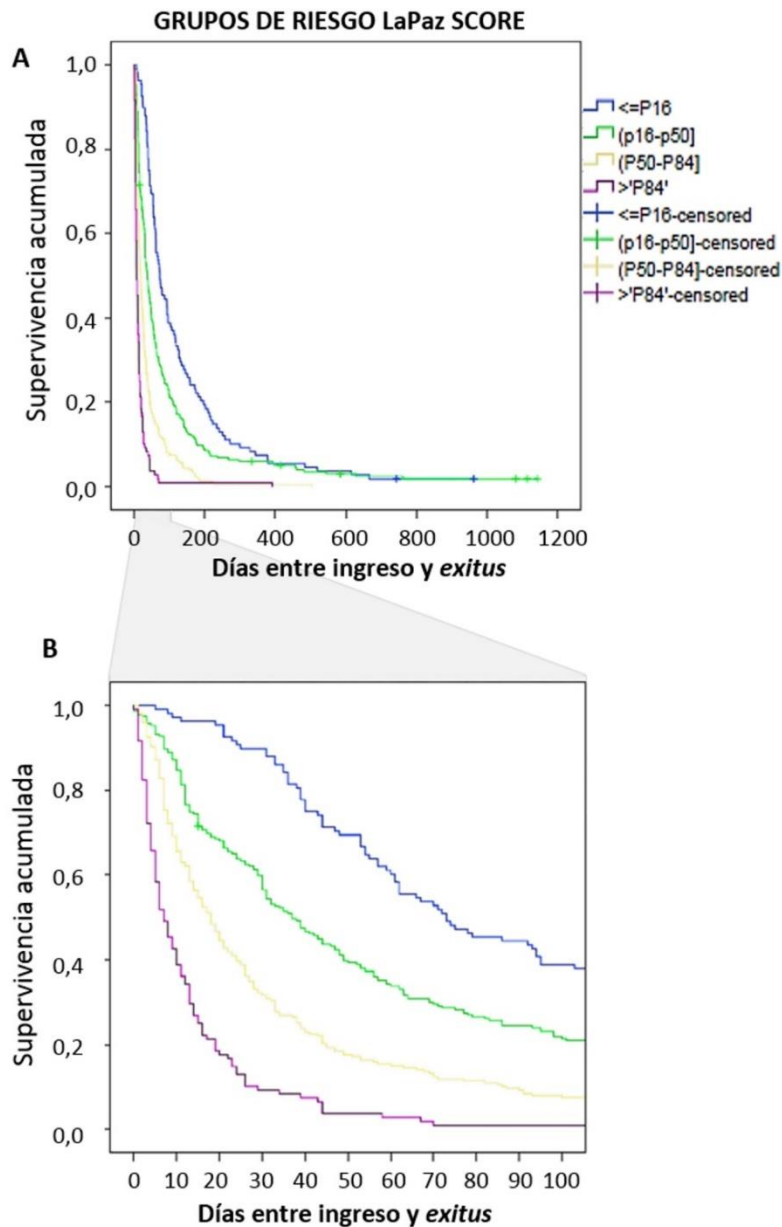 GRUPOS DE RIESGO LaPaz SCORE
A
Supervivencia acumulada
1,0
0,8
0,6
0,4
0,2
0,0
0 200 400 600 800 1000 1200
Días entre ingreso y exitus
<=P16
(p16-p50]
(P50-P84]
>'P84'
<=P16-censored
(p16-p50]-censored
(P50-P84]-censored
>'P84'-censored
B
Supervivencia acumulada
1,0
0,8
0,6
0,4
0,2
0,0
0 10 20 30 40 50 60 70 80 90 100
Días entre ingreso y exitus